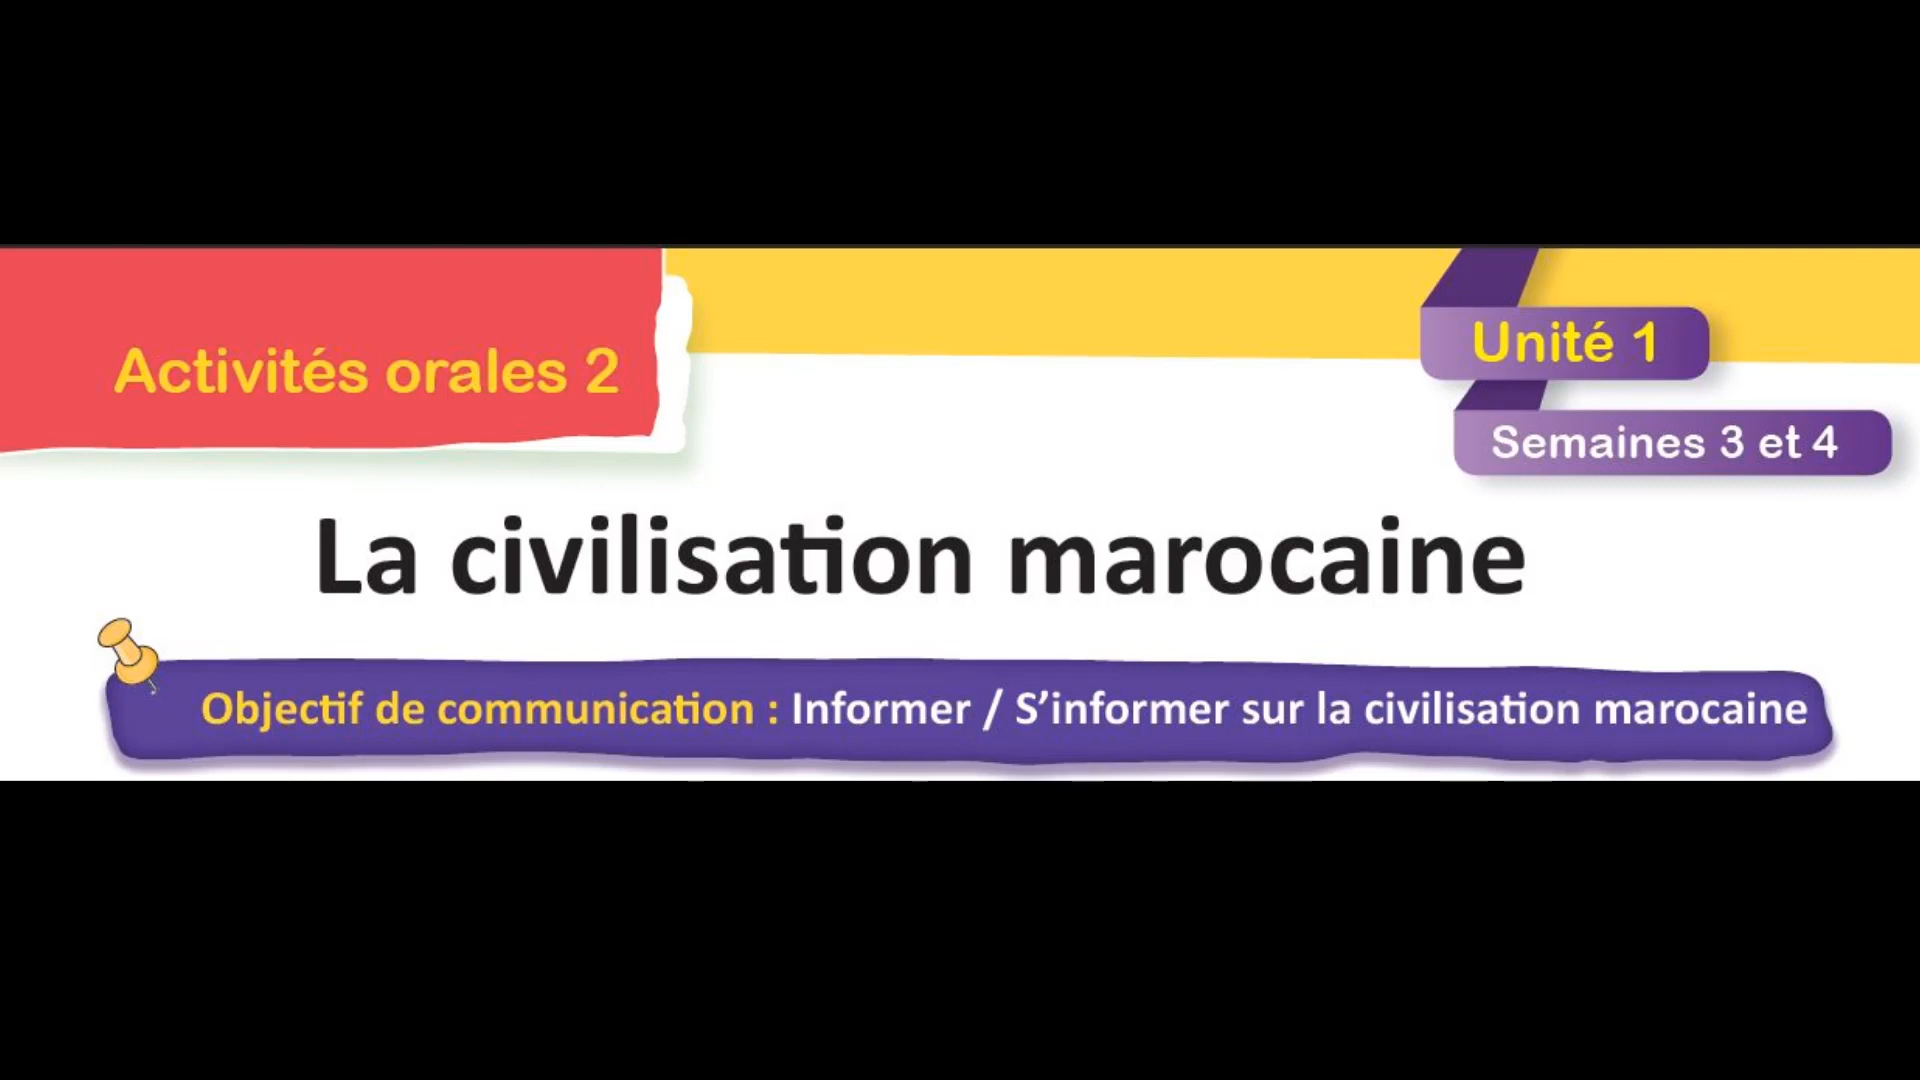 Activités orales 2
Unité 1
Semaines 3 et 4
La civilisation marocaine
Objectif de communication : Informer / S’informer sur la civilisation marocaine